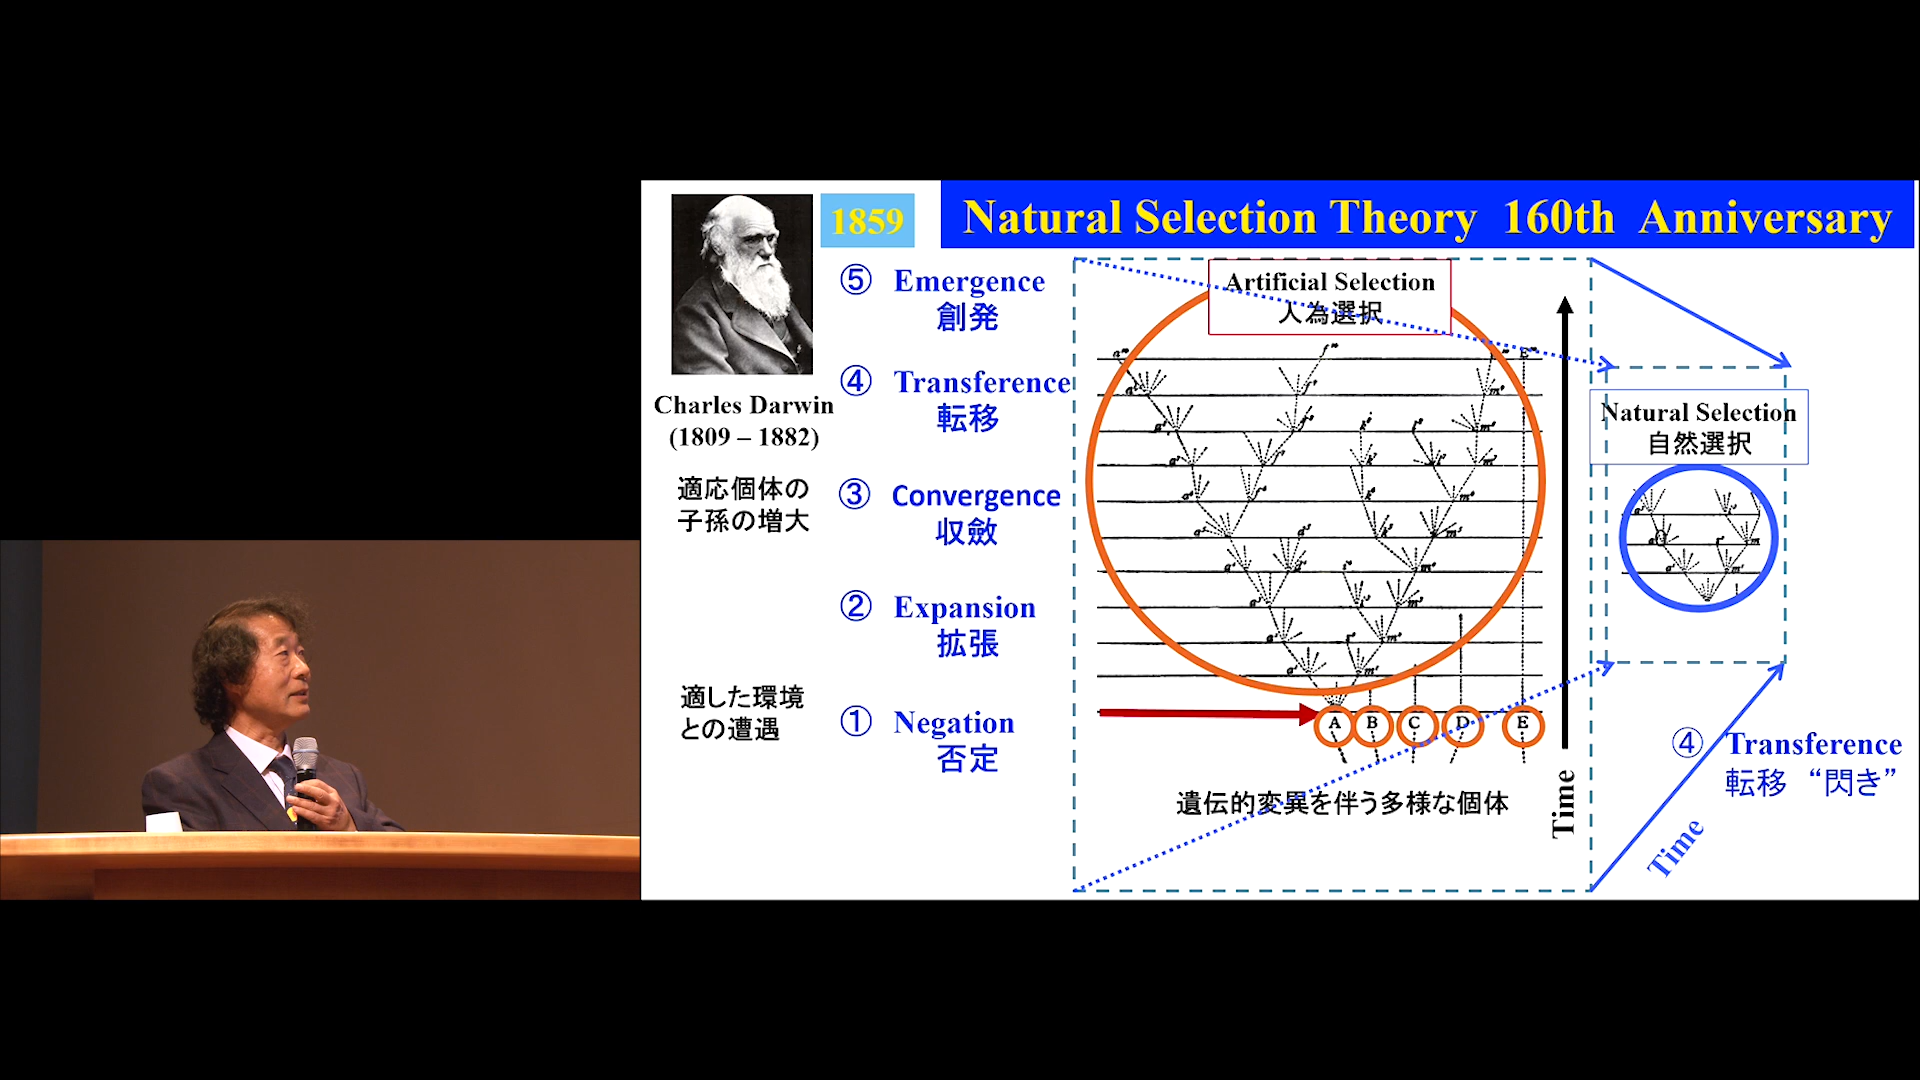 1859
Natural Selection Theory 160th Anniversary
Charles Darwin
(1809 – 1882)
適応個体の
子孫の増大
適した環境
との遭遇
⑤ Emergence
創発
④ Transference
転移
③ Convergence
収斂
② Expansion
拡張
① Negation
否定
Artificial Selection
人為選択
A B C D E
遺伝的変異を伴う多様な個体
Time
Natural Selection
自然選択
④ Transference
転移 “閃き”
Time